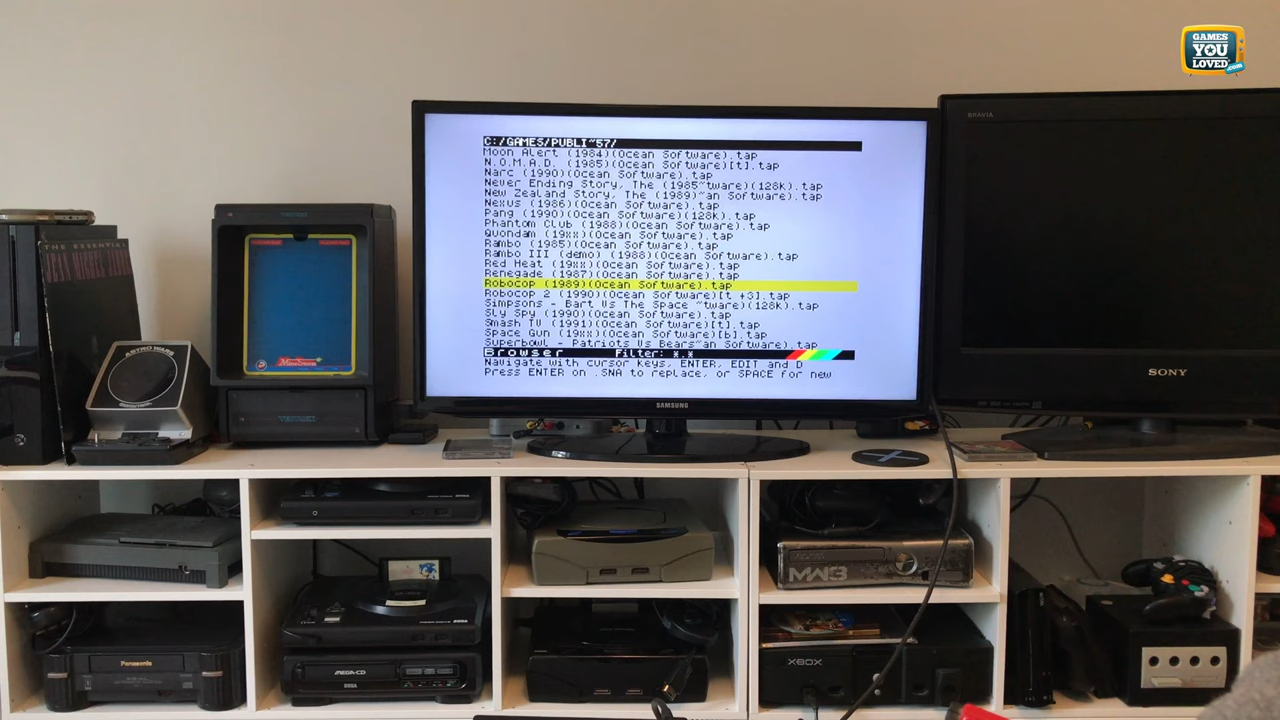 GAMES
YOU
LOVED
.com
BRAVIA
C:/GAMES/PUBLI~57/
Moon Alert (1984)(Ocean Software).tap
N.O.M.A.D. (1985)(Ocean Software)[t].tap
Narc (1990)(Ocean Software).tap
Never Ending Story, The (1985~tware)(128k).tap
New Zealand Story, The (1989)~an Software).tap
Nexus (1986)(Ocean Software).tap
Pang (1990)(Ocean Software)(128k).tap
Phantom Club (1988)(Ocean Software).tap
Quondam (19xx)(Ocean Software).tap
Rambo (1985)(Ocean Software).tap
Rambo III (demo) (1988)(Ocean Software).tap
Red Heat (19xx)(Ocean Software).tap
Renegade (1987)(Ocean Software).tap
Robocop (1989)(Ocean Software).tap
Robocop 2 (1990)(Ocean Software)[t +3].tap
Simpsons - Bart Vs The Space ~tware)(128k).tap
Sly Spy (1990)(Ocean Software).tap
Smash TV (1991)(Ocean Software)[t].tap
Space Gun (19xx)(Ocean Software)[b].tap
Superbowl - Patriots Vs Bears~an Software).tap
Browser Filter: *.*
Navigate with cursor keys, ENTER, EDIT and D
Press ENTER on .SNA to replace, or SPACE for new
SAMSUNG
SONY
THE ESSENTIAL
ASTRO WARS
VECTREX
MW3
Panasonic
MEGA-CD
SEGA
SEGA
XBOX